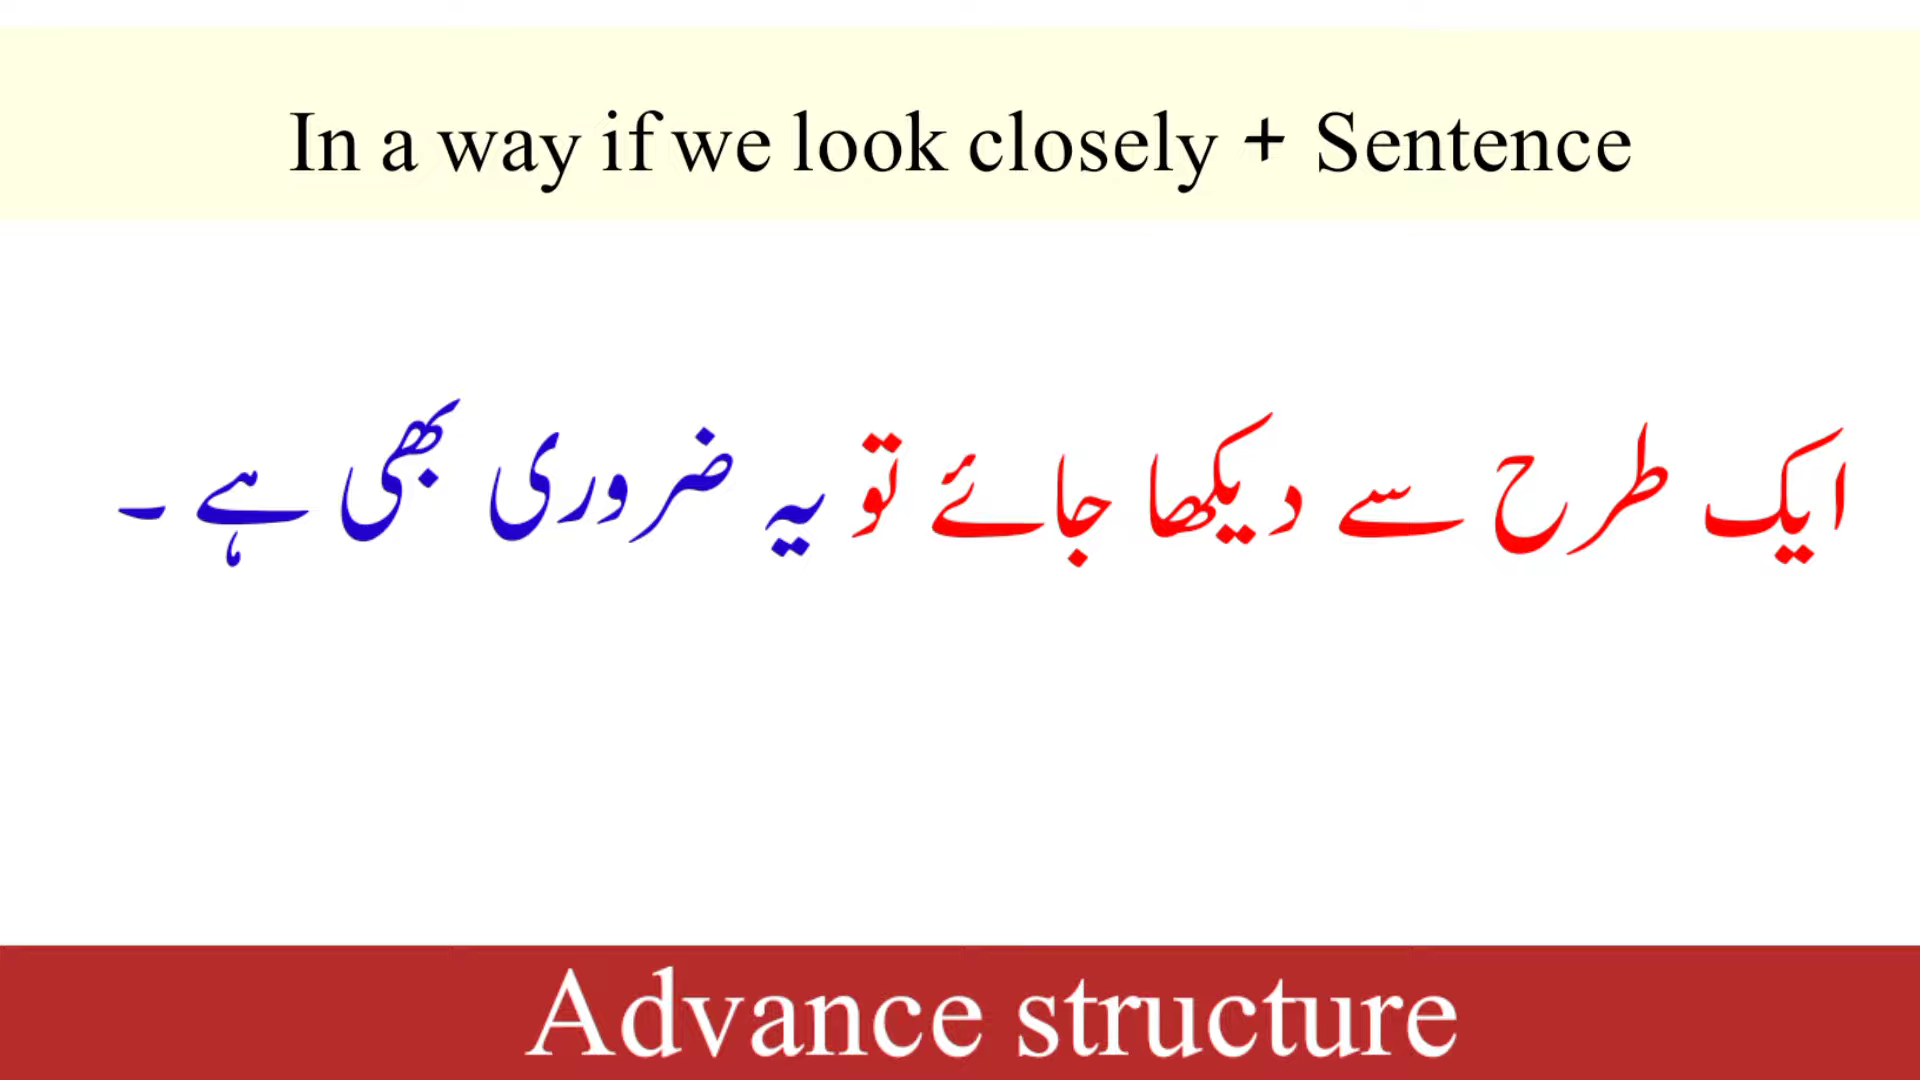 In a way if we look closely + Sentence
ایک طرح سے دیکھا جائے تو یہ ضروری بھی ہے ۔
Advance structure